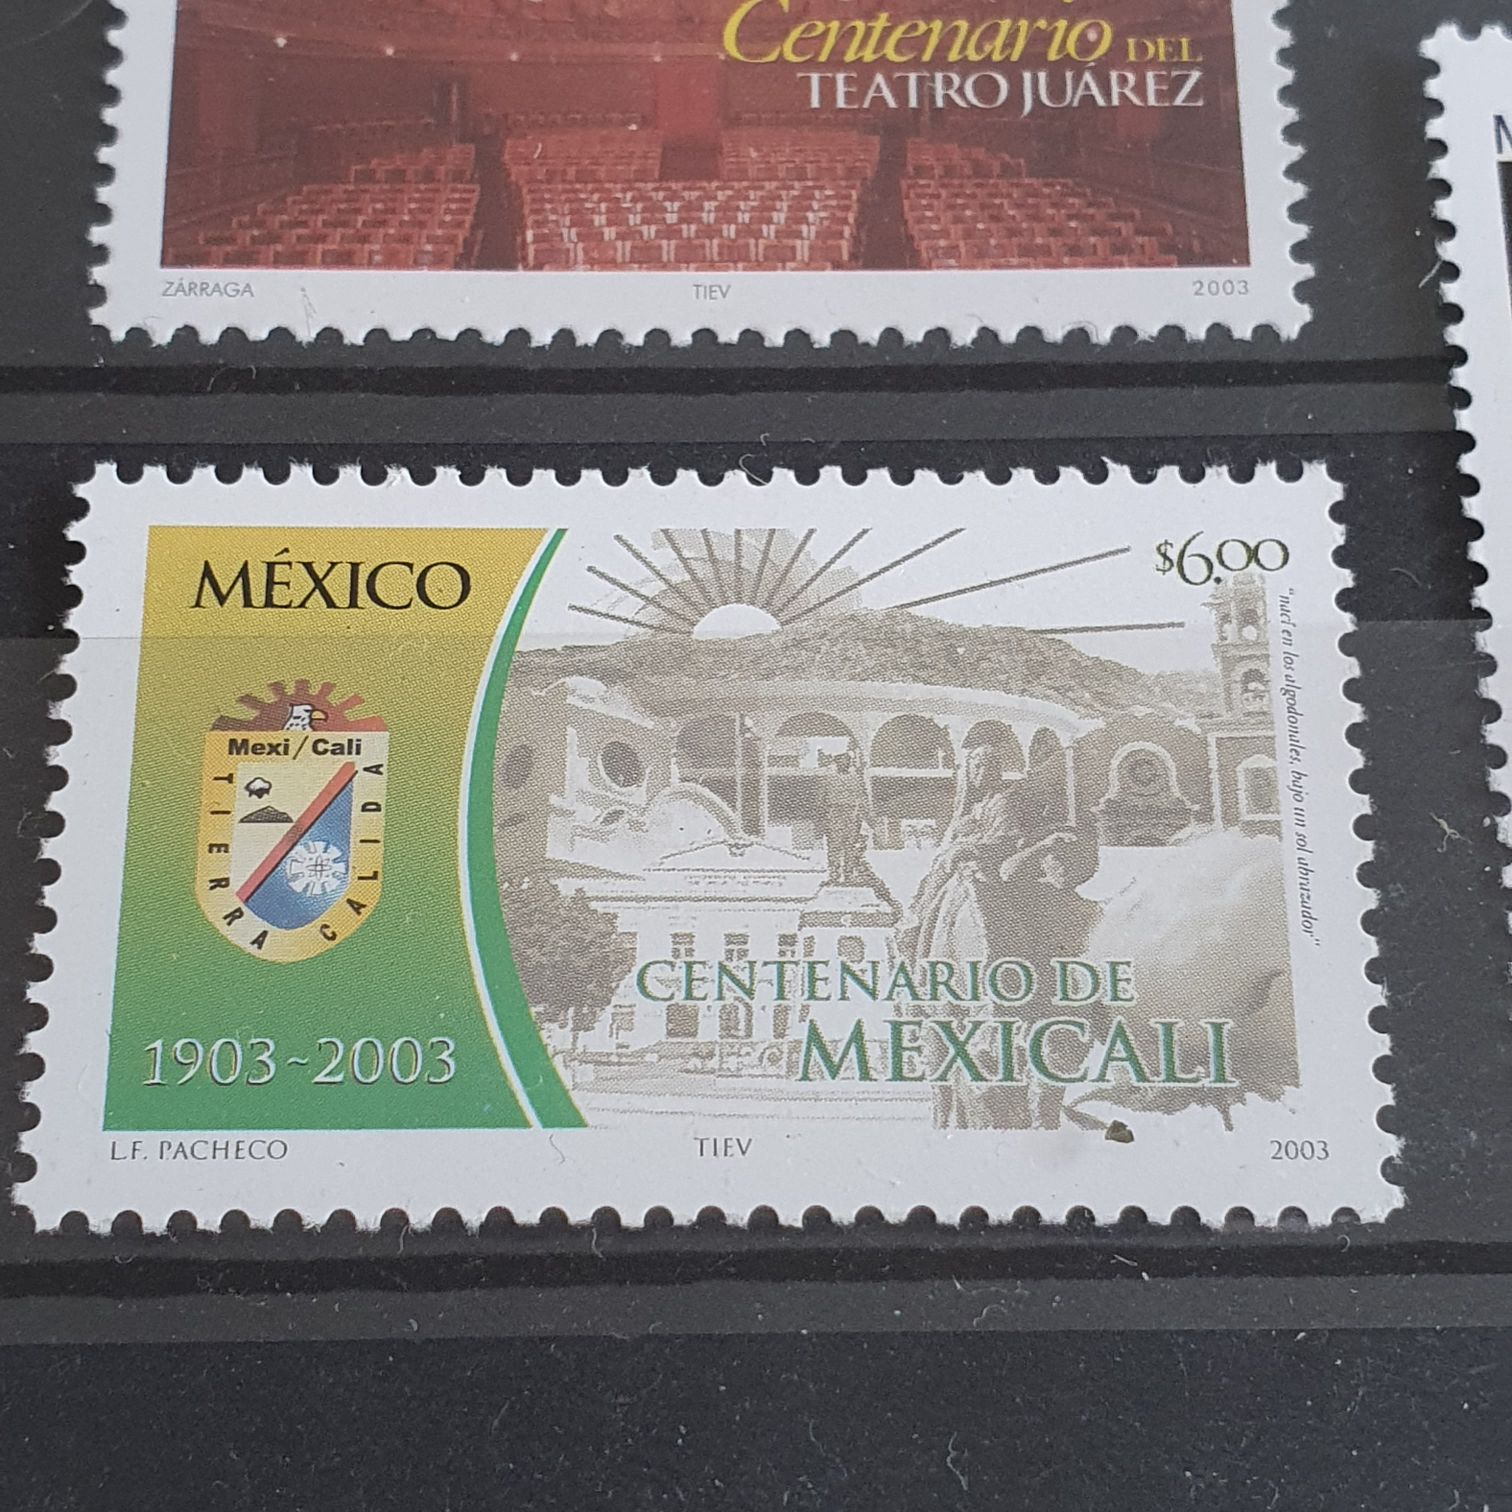 Centenario DEL
TEATRO JUÁREZ
ZÁRRAGA
TIEV
2003
MÉXICO
$6.00
Mexi/Cali
TIERRA CALIDA
"nací en los algodonales, bajo un sol abrazador"
CENTENARIO DE
MEXICALI
1903~2003
L.F. PACHECO
TIEV
2003